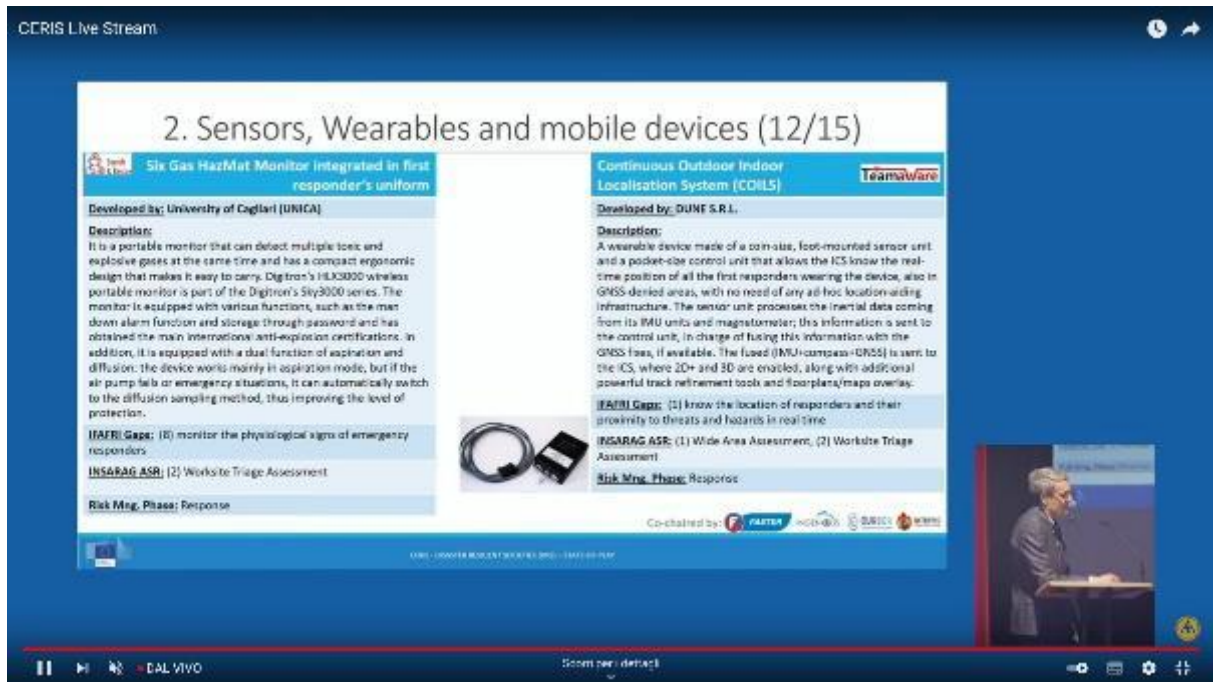 CERIS Live Stream
2. Sensors, Wearables and mobile devices (12/15)
Six Gas HazMat Monitor integrated in first
responder's uniform
Developed by: University of Cagliari (UNICA)
Description:
It is a portable monitor that can detect multiple toxic and
explosive gases at the same time and has a compact ergonomic
design that makes it easy to carry. Digitron's HLX3000 wireless
portable monitor is part of the Digitron's Sky3000 series. The
monitor is equipped with various functions, such as the man
down alarm function and storage through password and has
obtained the main international anti-explosion certifications. In
addition, it is equipped with a dual function of aspiration and
diffusion: the device works mainly in aspiration mode, but if the
air pump fails or emergency situations, it can automatically switch
to the diffusion sampling method, thus improving the level of
protection.
IFAFRI Gaps: (8) monitor the physiological signs of emergency
responders
INSARAG ASR: (2) Worksite Triage Assessment
Risk Mng. Phase: Response
Continuous Outdoor Indoor
Localisation System (COILS)
Teamaware
Developed by: DUNE S.R.L.
Description:
A wearable device made of a coin-size, foot-mounted sensor unit
and a pocket-size control unit that allows the ICS know the real-
time position of all the first responders wearing the device, also in
GNSS-denied areas, with no need of any ad-hoc location-aiding
infrastructure. The sensor unit processes the inertial data coming
from its IMU units and magnetometer; this information is sent to
the control unit, in charge of fusing this information with the
GNSS fixes, if available. The fused (IMU+compass+GNSS) is sent to
the ICS, where 2D+ and 3D are enabled, along with additional
powerful track refinement tools and floorplans/maps overlay.
IFAFRI Gaps: (1) know the location of responders and their
proximity to threats and hazards in real time
INSARAG ASR: (1) Wide Area Assessment, (2) Worksite Triage
Assessment
Risk Mng. Phase: Response
Co-chaired by: FASTER
DAL VIVO
Scorri per i dettagli